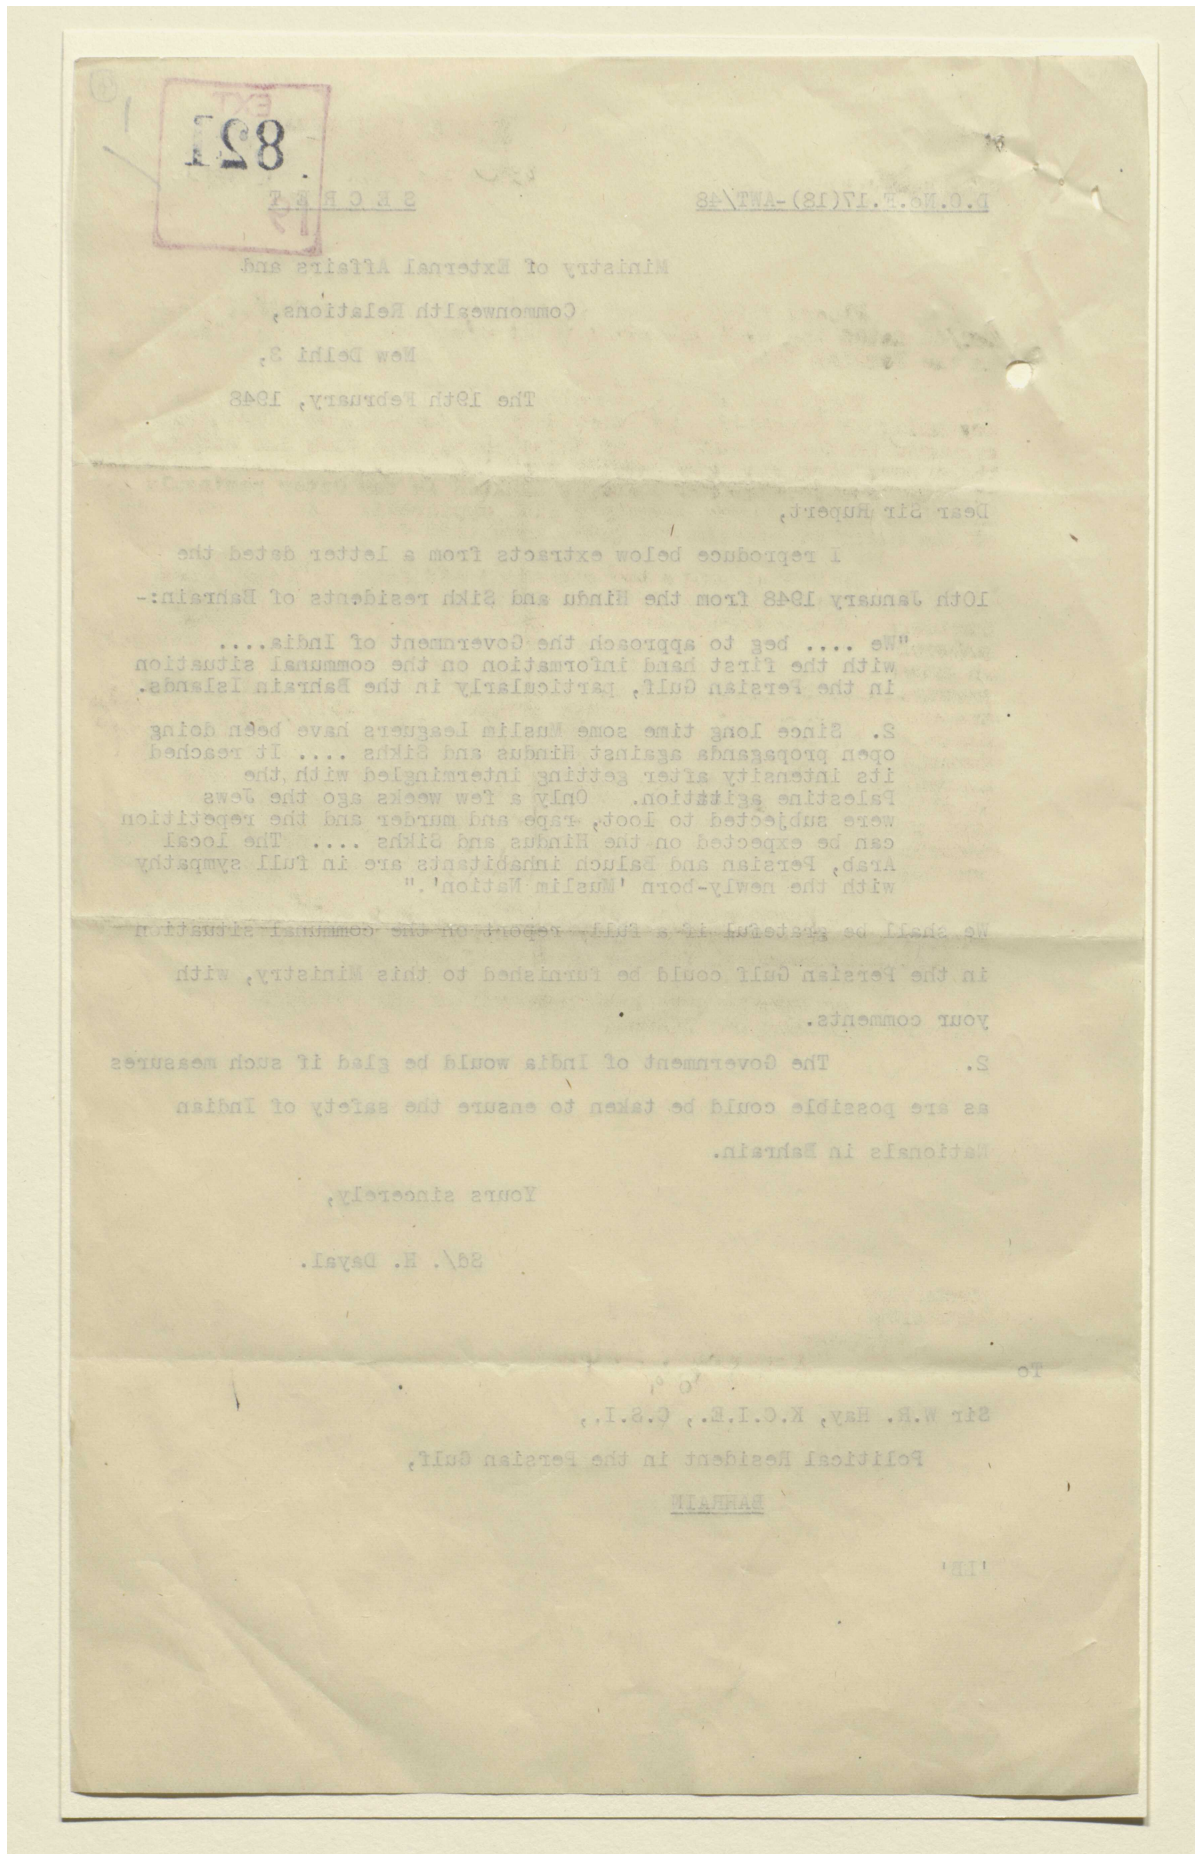 EXT
821
19
D.O.No.F.17(18)-AWT/48
S E C R E T
Ministry of External Affairs and
Commonwealth Relations,
New Delhi 3,
The 19th February, 1948
Dear Sir Rupert,
I reproduce below extracts from a letter dated the
10th January 1948 from the Hindu and Sikh residents of Bahrain:-
"We .... beg to approach the Government of India....
with the first hand information on the communal situation
in the Persian Gulf, particularly in the Bahrain Islands.
2. Since long time some Muslim Leaguers have been doing
open propaganda against Hindus and Sikhs .... It reached
its intensity after getting intermingled with the
Palestine agitation. Only a few weeks ago the Jews
were subjected to loot, rape and murder and the repetition
can be expected on the Hindus and Sikhs .... The local
Arab, Persian and Baluch inhabitants are in full sympathy
with the newly-born 'Muslim Nation'."
We shall be grateful if a full report on the communal situation
in the Persian Gulf could be furnished to this Ministry, with
your comments.
2. The Government of India would be glad if such measures
as are possible could be taken to ensure the safety of Indian
Nationals in Bahrain.
Yours sincerely,
Sd/. H. Dayal.
To
Sir W.R. Hay, K.C.I.E., C.S.I.,
Political Resident in the Persian Gulf,
BAHRAIN